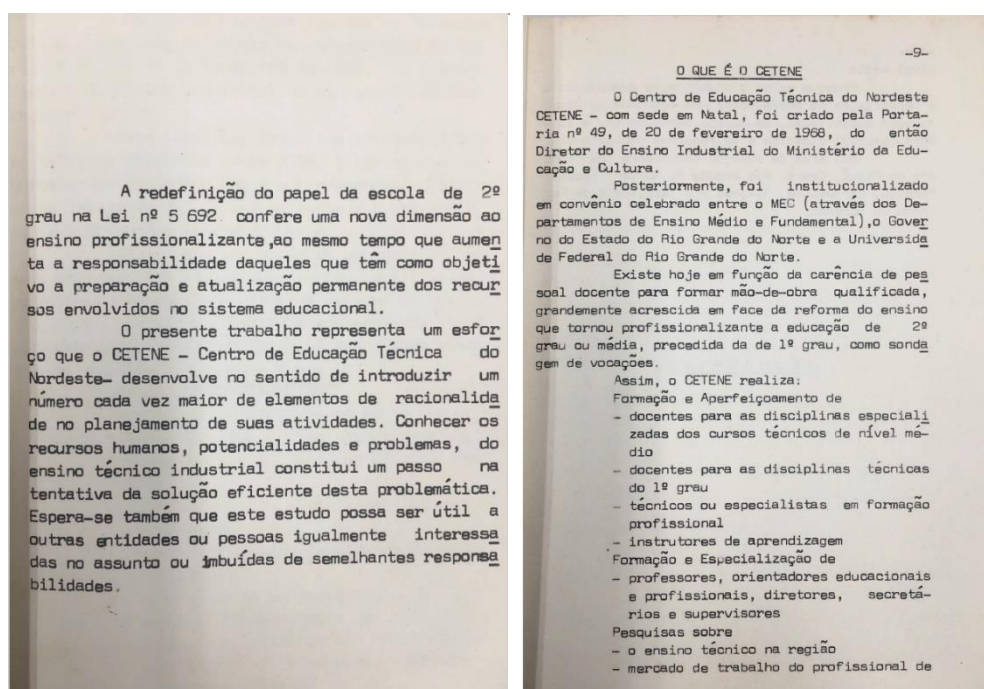 A redefinição do papel da escola de 2º
grau na Lei nº 5 692 confere uma nova dimensão ao
ensino profissionalizante,ao mesmo tempo que aumen
ta a responsabilidade daqueles que têm como objeti
vo a preparação e atualização permanente dos recur
sos envolvidos no sistema educacional.
O presente trabalho representa um esfor
ço que o CETENE - Centro de Educação Técnica do
Nordeste- desenvolve no sentido de introduzir um
número cada vez maior de elementos de racionalida
de no planejamento de suas atividades. Conhecer os
recursos humanos, potencialidades e problemas, do
ensino técnico industrial constitui um passo na
tentativa da solução eficiente desta problemática.
Espera-se também que este estudo possa ser útil a
outras entidades ou pessoas igualmente interessa
das no assunto ou imbuídas de semelhantes responsa
bilidades.
-9-
O QUE É O CETENE
O Centro de Educação Técnica do Nordeste
CETENE - com sede em Natal, foi criado pela Porta-
ria nº 49, de 20 de fevereiro de 1968, do então
Diretor do Ensino Industrial do Ministério da Edu-
cação e Cultura.
Posteriormente, foi institucionalizado
em convênio celebrado entre o MEC (através dos De-
partamentos de Ensino Médio e Fundamental),o Gover
no do Estado do Rio Grande do Norte e a Universida
de Federal do Rio Grande do Norte.
Existe hoje em função da carência de pes
soal docente para formar mão-de-obra qualificada,
grandemente acrescida em face da reforma do ensino
que tornou profissionalizante a educação de 2º
grau ou média, precedida da de 1º grau, como sonda
gem de vocações.
Assim, o CETENE realiza:
Formação e Aperfeiçoamento de
- docentes para as disciplinas especiali
zadas dos cursos técnicos de nível mé-
dio
- docentes para as disciplinas técnicas
do 1º grau
- técnicos ou especialistas em formação
profissional
- instrutores de aprendizagem
Formação e Especialização de
- professores, orientadores educacionais
e profissionais, diretores, secretá-
rios e supervisores
Pesquisas sobre
- o ensino técnico na região
- mercado de trabalho do profissional de